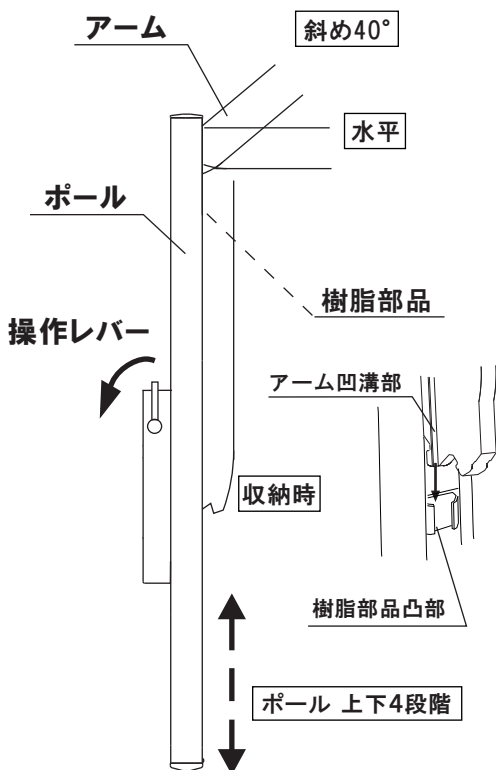 アーム
斜め40°
水平
ポール
樹脂部品
操作レバー
アーム凹溝部
収納時
樹脂部品凸部
ポール 上下4段階